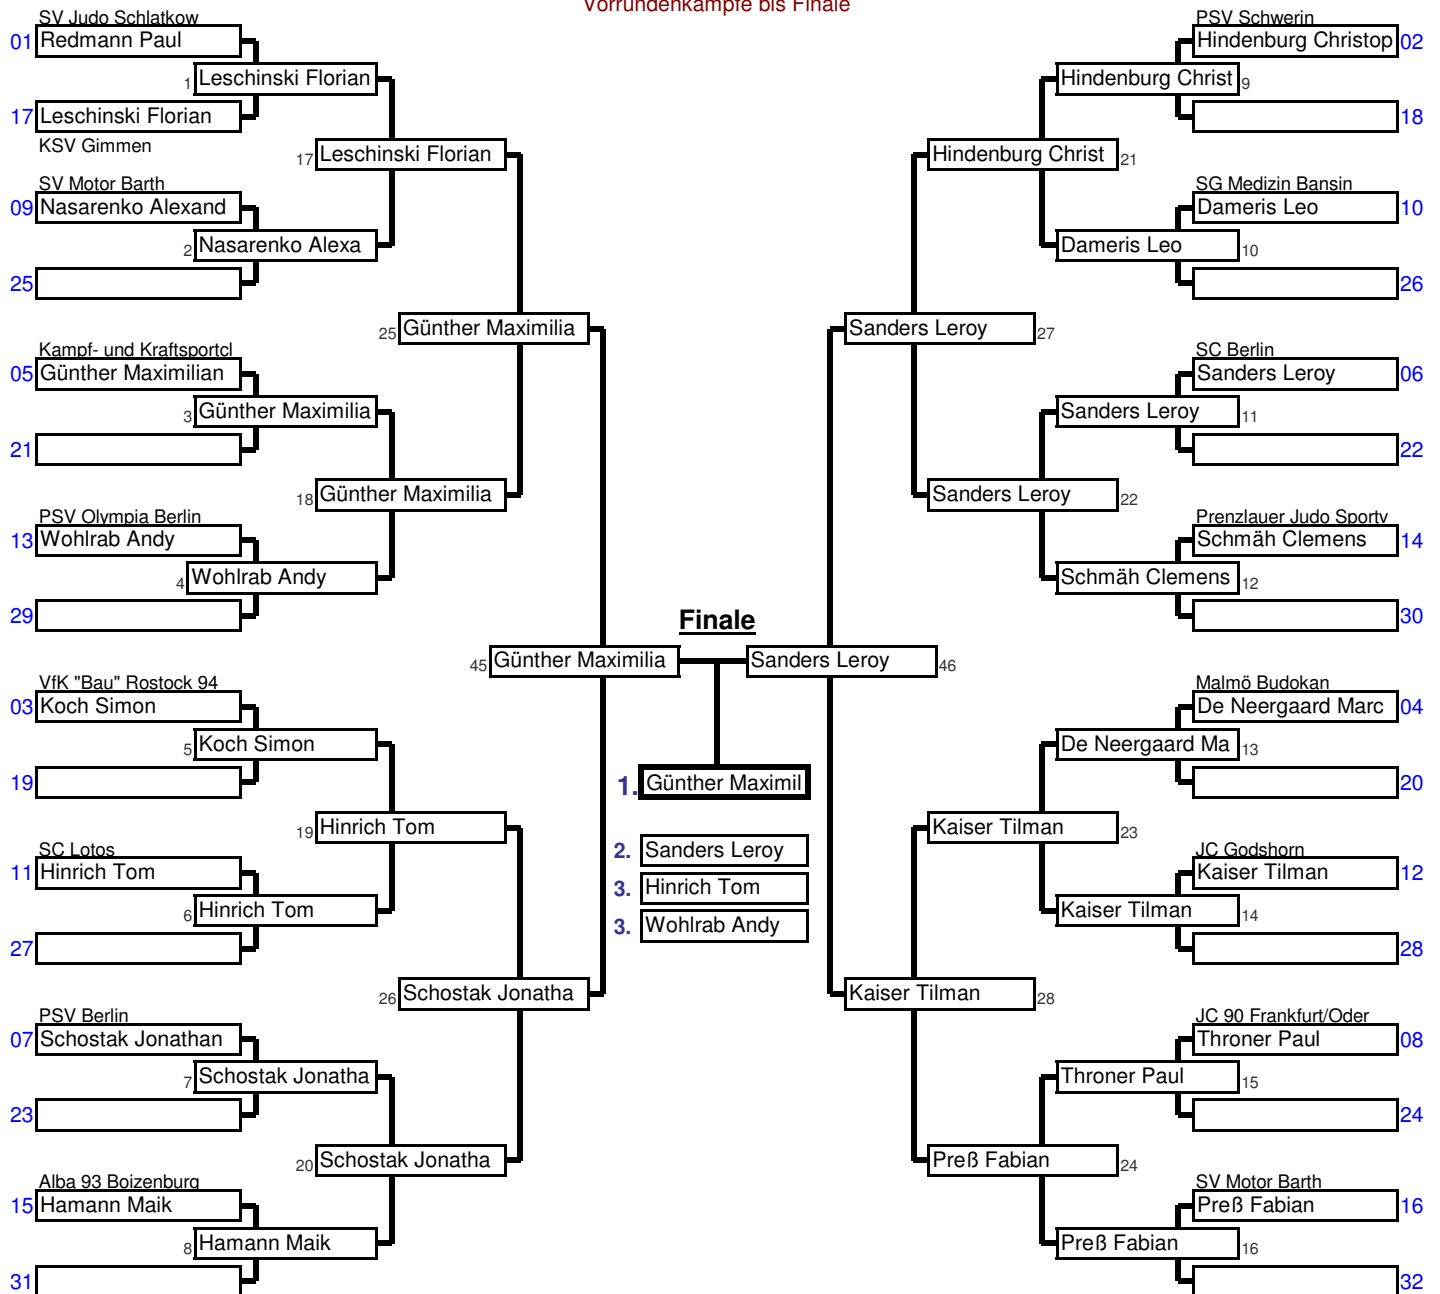 Vorrundenkämpfe bis Finale
SV Judo Schlatkow
01 Redmann Paul
1 Leschinski Florian
17 Leschinski Florian
KSV Gimmen
17 Leschinski Florian
SV Motor Barth
09 Nasarenko Alexand
2 Nasarenko Alexa
25
25 Günther Maximilia
Kampf- und Kraftsportcl
05 Günther Maximilian
3 Günther Maximilia
21
18 Günther Maximilia
PSV Olympia Berlin
13 Wohlrab Andy
4 Wohlrab Andy
29
45 Günther Maximilia
VfK "Bau" Rostock 94
03 Koch Simon
5 Koch Simon
19
19 Hinrich Tom
SC Lotos
11 Hinrich Tom
6 Hinrich Tom
27
26 Schostak Jonatha
PSV Berlin
07 Schostak Jonathan
7 Schostak Jonatha
23
20 Schostak Jonatha
Alba 93 Boizenburg
15 Hamann Maik
8 Hamann Maik
31
Finale
1. Günther Maximil
2. Sanders Leroy
3. Hinrich Tom
3. Wohlrab Andy
PSV Schwerin
Hindenburg Christop 02
Hindenburg Christ 9
18
Hindenburg Christ 21
SG Medizin Bansin
Dameris Leo 10
Dameris Leo 10
26
Sanders Leroy 27
SC Berlin
Sanders Leroy 06
Sanders Leroy 11
22
Sanders Leroy 22
Prenzlauer Judo Sportv
Schmäh Clemens 14
Schmäh Clemens 12
30
Sanders Leroy 46
Malmö Budokan
De Neergaard Marc 04
De Neergaard Ma 13
20
Kaiser Tilman 23
JC Godshorn
Kaiser Tilman 12
Kaiser Tilman 14
28
Kaiser Tilman 28
JC 90 Frankfurt/Oder
Throner Paul 08
Throner Paul 15
24
Preß Fabian 24
SV Motor Barth
Preß Fabian 16
Preß Fabian 16
32